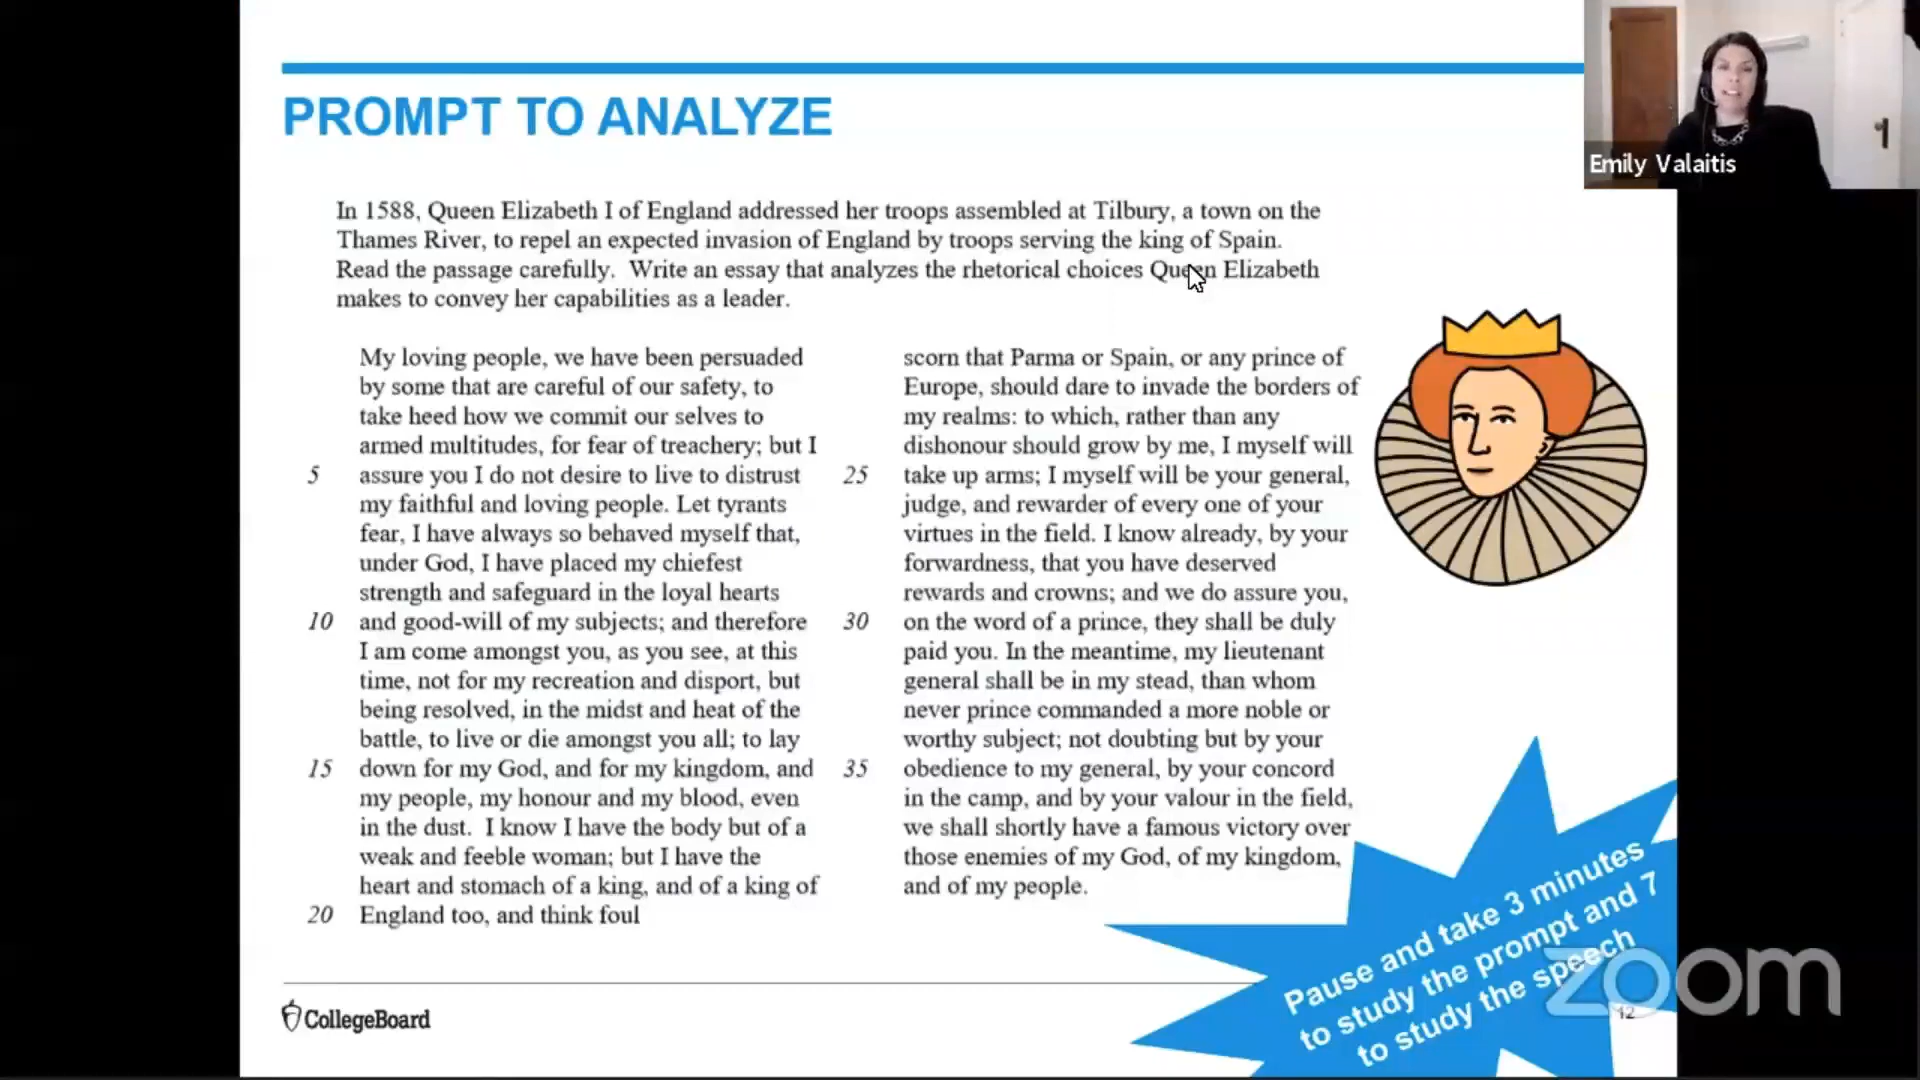 PROMPT TO ANALYZE
Emily Valaitis
In 1588, Queen Elizabeth I of England addressed her troops assembled at Tilbury, a town on the
Thames River, to repel an expected invasion of England by troops serving the king of Spain.
Read the passage carefully. Write an essay that analyzes the rhetorical choices Queen Elizabeth
makes to convey her capabilities as a leader.
My loving people, we have been persuaded
by some that are careful of our safety, to
take heed how we commit our selves to
armed multitudes, for fear of treachery; but I
5 assure you I do not desire to live to distrust
my faithful and loving people. Let tyrants
fear, I have always so behaved myself that,
under God, I have placed my chiefest
strength and safeguard in the loyal hearts
10 and good-will of my subjects; and therefore
I am come amongst you, as you see, at this
time, not for my recreation and disport, but
being resolved, in the midst and heat of the
battle, to live or die amongst you all; to lay
15 down for my God, and for my kingdom, and
my people, my honour and my blood, even
in the dust. I know I have the body but of a
weak and feeble woman; but I have the
heart and stomach of a king, and of a king of
20 England too, and think foul
scorn that Parma or Spain, or any prince of
Europe, should dare to invade the borders of
my realms: to which, rather than any
dishonour should grow by me, I myself will
25 take up arms; I myself will be your general,
judge, and rewarder of every one of your
virtues in the field. I know already, by your
forwardness, that you have deserved
rewards and crowns; and we do assure you,
30 on the word of a prince, they shall be duly
paid you. In the meantime, my lieutenant
general shall be in my stead, than whom
never prince commanded a more noble or
worthy subject; not doubting but by your
35 obedience to my general, by your concord
in the camp, and by your valour in the field,
we shall shortly have a famous victory over
those enemies of my God, of my kingdom,
and of my people.
Pause and take 3 minutes
to study the prompt and 7
to study the speech
CollegeBoard
zoom
12